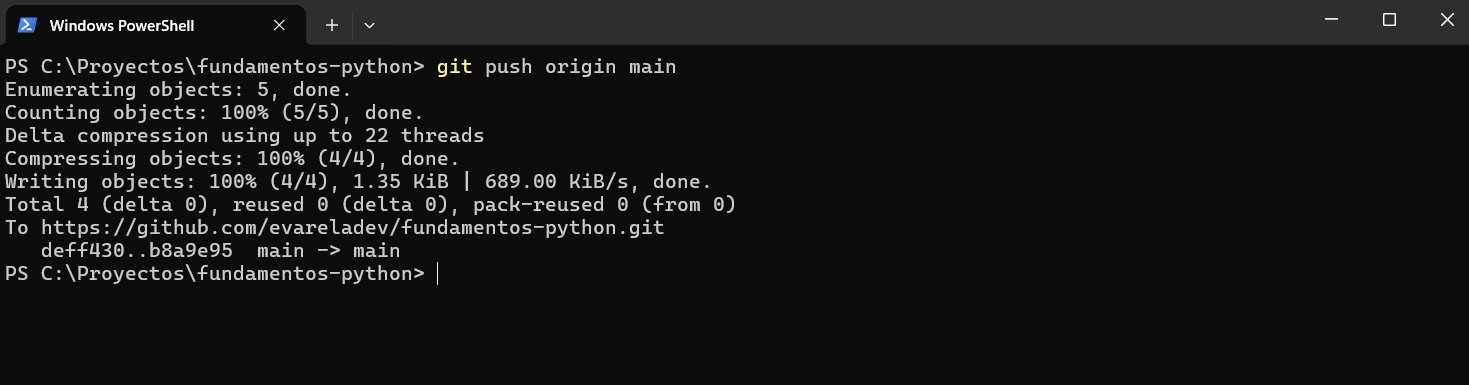 Windows PowerShell
PS C:\Proyectos\fundamentos-python> git push origin main
Enumerating objects: 5, done.
Counting objects: 100% (5/5), done.
Delta compression using up to 22 threads
Compressing objects: 100% (4/4), done.
Writing objects: 100% (4/4), 1.35 KiB | 689.00 KiB/s, done.
Total 4 (delta 0), reused 0 (delta 0), pack-reused 0 (from 0)
To https://github.com/evareladev/fundamentos-python.git
   deff430..b8a9e95  main -> main
PS C:\Proyectos\fundamentos-python>